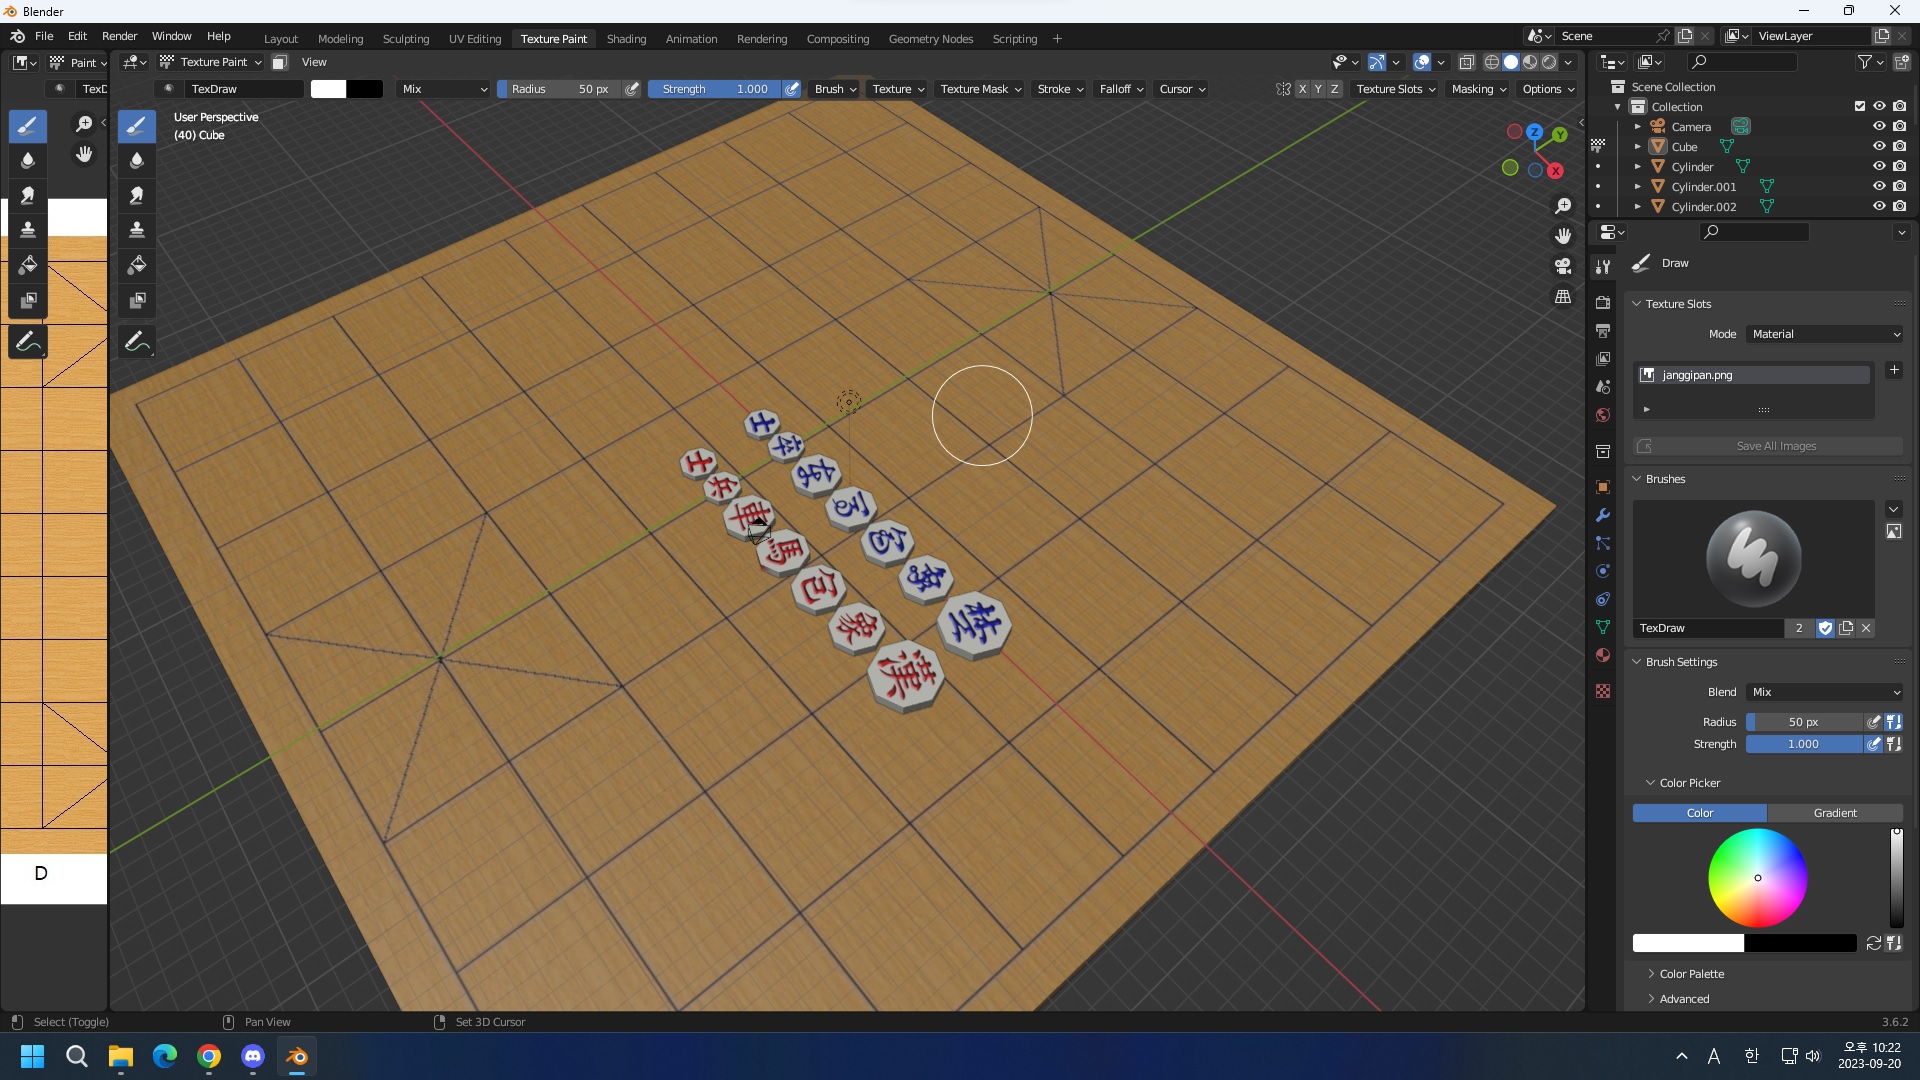 Blender
File Edit Render Window Help
Layout Modeling Sculpting UV Editing Texture Paint Shading Animation Rendering Compositing Geometry Nodes Scripting +
Scene
ViewLayer
Paint
Texture Paint View
TexD
TexDraw
Mix
Radius 50 px
Strength 1.000
Brush Texture Texture Mask Stroke Falloff Cursor
X Y Z
Texture Slots Masking Options
User Perspective
(40) Cube
Z
Y
X
士
卒
士
兵
車
馬
包
包
象
楚
漢
D
Scene Collection
Collection
Camera
Cube
Cylinder
Cylinder.001
Cylinder.002
Draw
Texture Slots
Mode Material
janggipan.png
Save All Images
Brushes
TexDraw 2
Brush Settings
Blend Mix
Radius 50 px
Strength 1.000
Color Picker
Color Gradient
Color Palette
Advanced
Select (Toggle)
Pan View
Set 3D Cursor
3.6.2
A 한
오후 10:22
2023-09-20